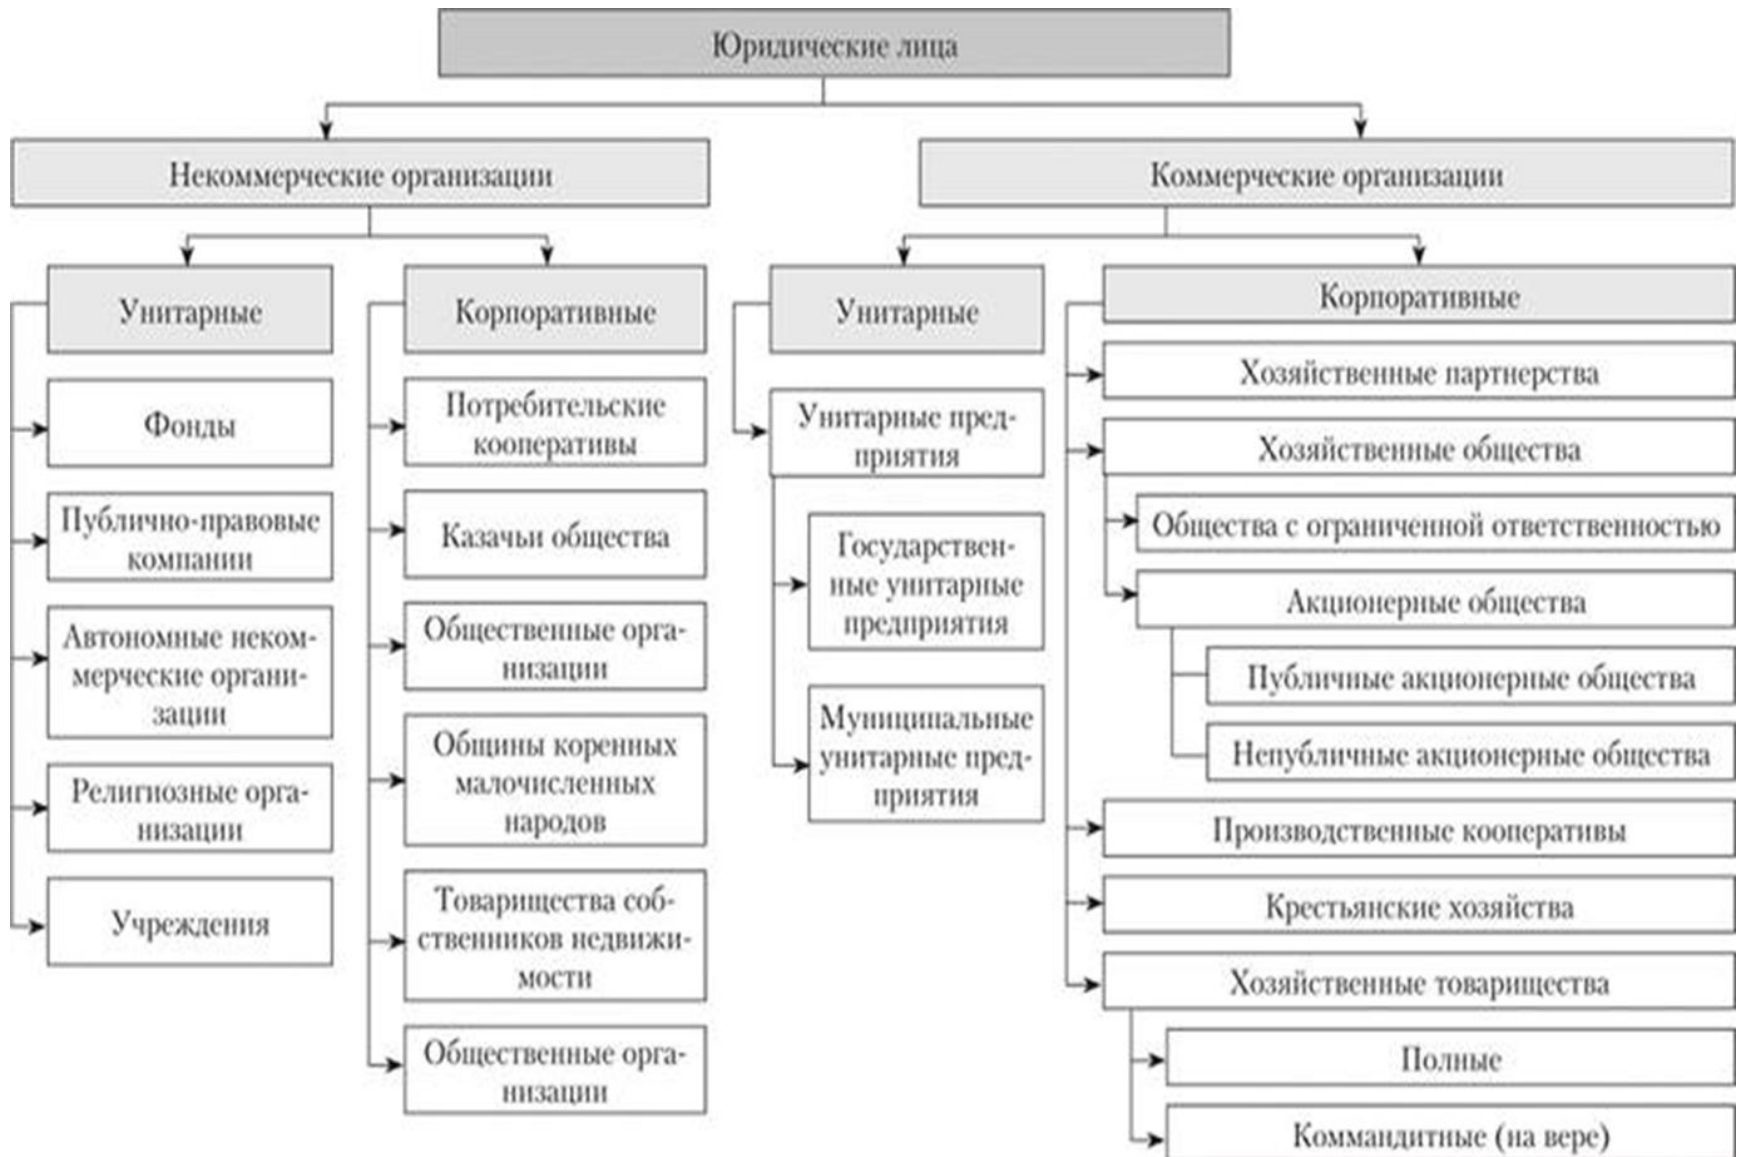 Юридические лица
Некоммерческие организации
Коммерческие организации
Унитарные
Фонды
Публично-правовые
компании
Автономные неком-
мерческие органи-
зации
Религиозные орга-
низации
Учреждения
Корпоративные
Потребительские
кооперативы
Казачьи общества
Общественные орга-
низации
Общины коренных
малочисленных
народов
Товарищества соб-
ственников недвижи-
мости
Общественные орга-
низации
Унитарные
Унитарные пред-
приятия
Государствен-
ные унитарные
предприятия
Муниципальные
унитарные пред-
приятия
Корпоративные
Хозяйственные партнерства
Хозяйственные общества
Общества с ограниченной ответственностью
Акционерные общества
Публичные акционерные общества
Непубличные акционерные общества
Производственные кооперативы
Крестьянские хозяйства
Хозяйственные товарищества
Полные
Коммандитные (на вере)